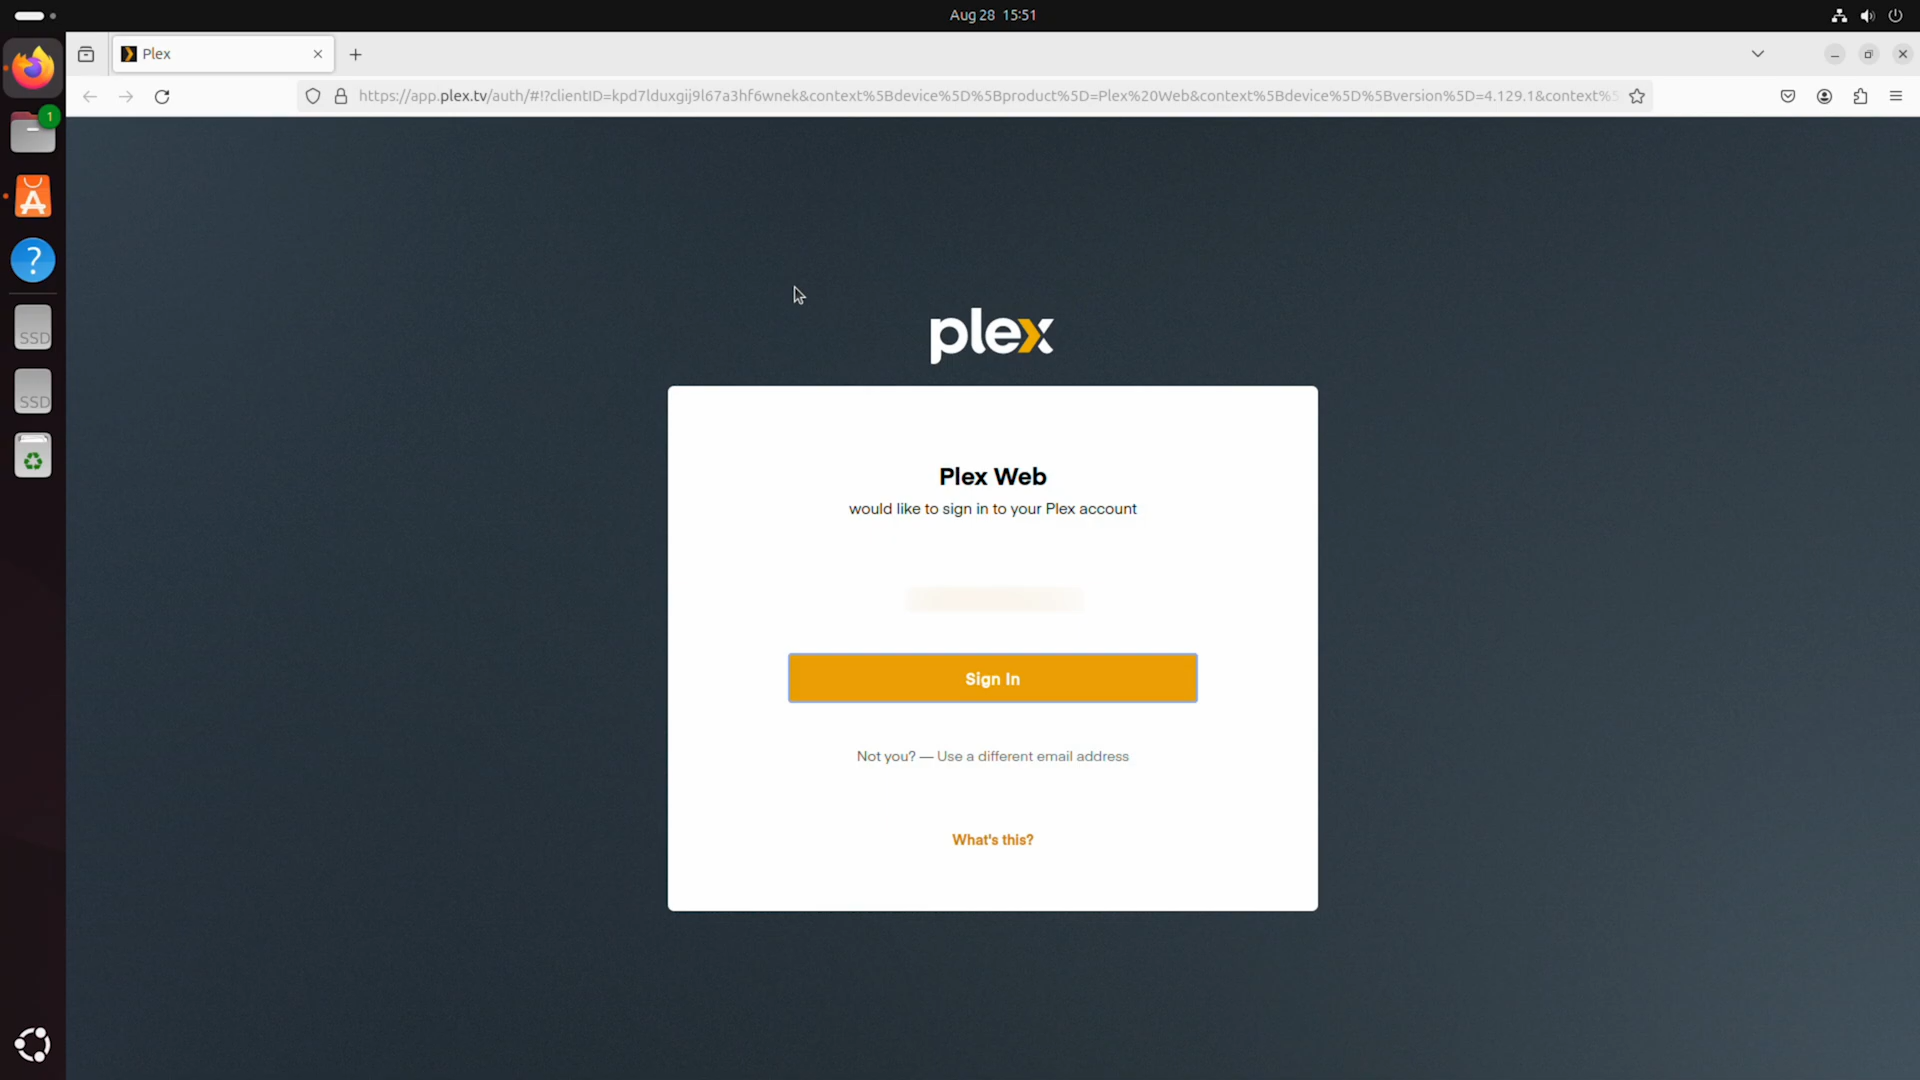 Aug 28 15:51
Plex
1
https://app.plex.tv/auth/#!?clientID=kpd7lduxgij9l67a3hf6wnek&context%5Bdevice%5D%5Bproduct%5D=Plex%20Web&context%5Bdevice%5D%5Bversion%5D=4.129.1&context%5
A
?
SSD
SSD
plex
Plex Web
would like to sign in to your Plex account
Sign In
Not you? — Use a different email address
What's this?